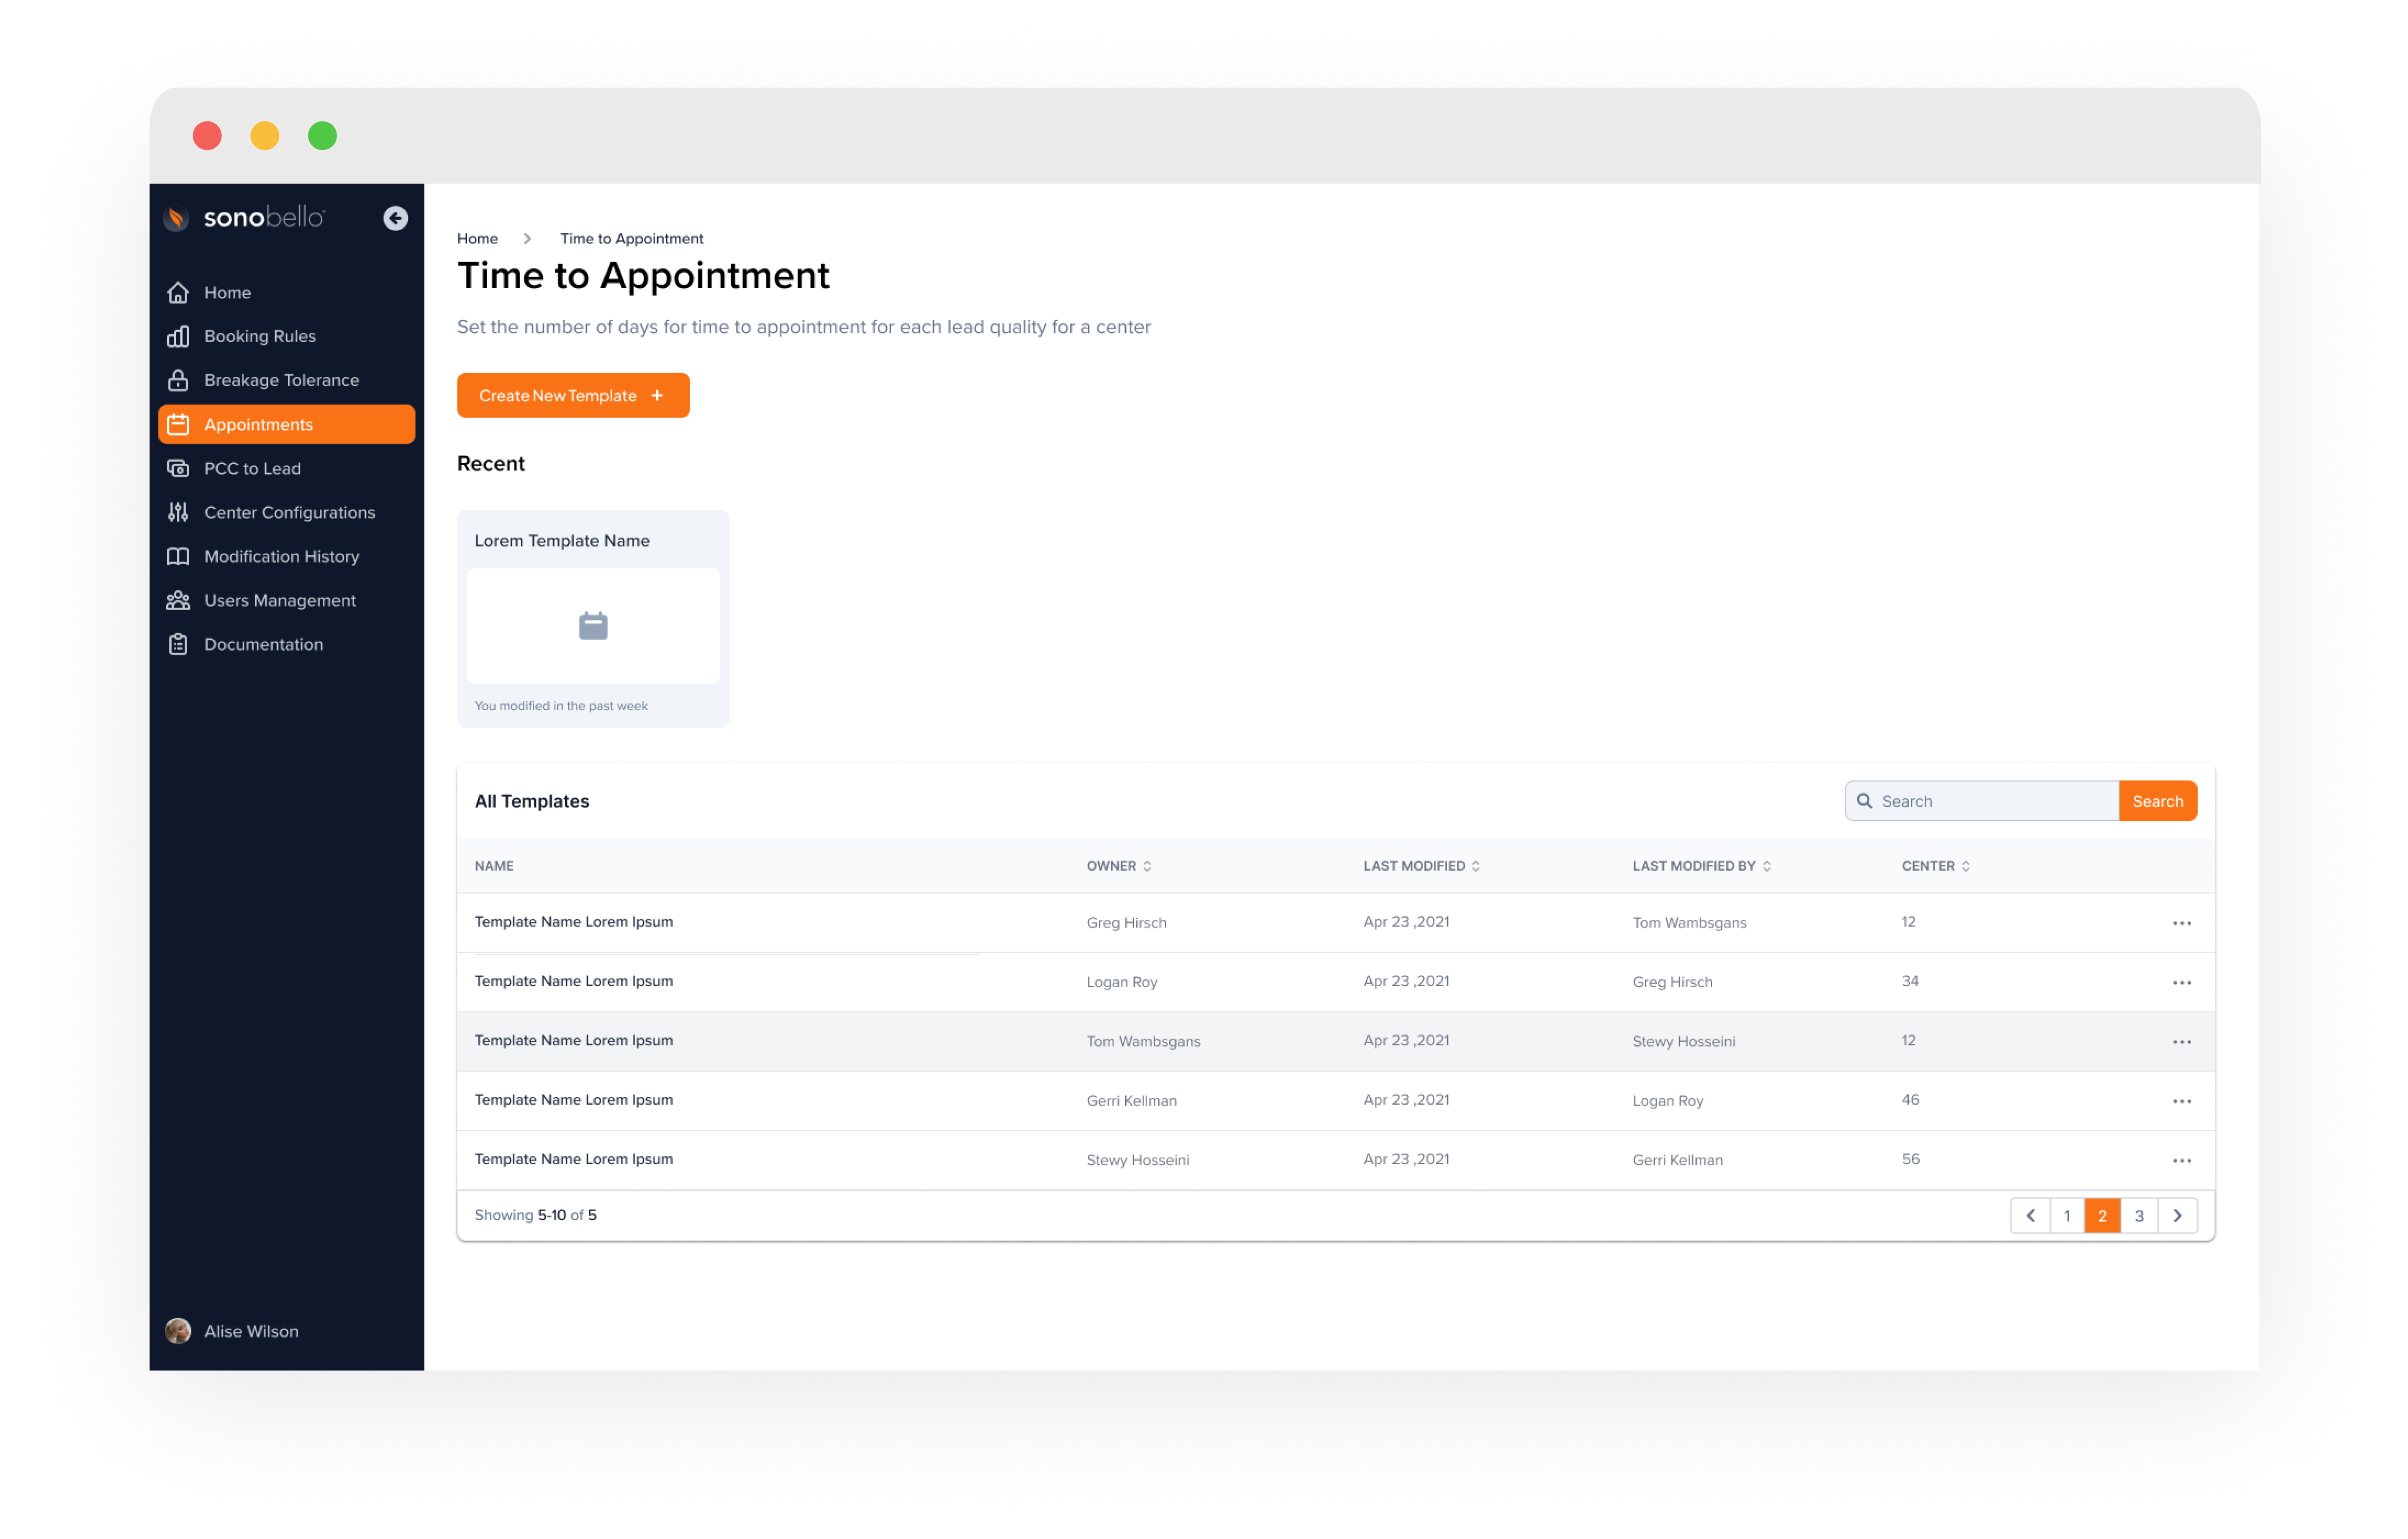 sonobello
Home
Booking Rules
Breakage Tolerance
Appointments
PCC to Lead
Center Configurations
Modification History
Users Management
Documentation
Alise Wilson
Home > Time to Appointment
Time to Appointment
Set the number of days for time to appointment for each lead quality for a center
Create New Template +
Recent
Lorem Template Name
You modified in the past week
All Templates
Search Search
NAME OWNER LAST MODIFIED LAST MODIFIED BY CENTER
Template Name Lorem Ipsum Greg Hirsch Apr 23 ,2021 Tom Wambsgans 12
Template Name Lorem Ipsum Logan Roy Apr 23 ,2021 Greg Hirsch 34
Template Name Lorem Ipsum Tom Wambsgans Apr 23 ,2021 Stewy Hosseini 12
Template Name Lorem Ipsum Gerri Kellman Apr 23 ,2021 Logan Roy 46
Template Name Lorem Ipsum Stewy Hosseini Apr 23 ,2021 Gerri Kellman 56
Showing 5-10 of 5
1 2 3